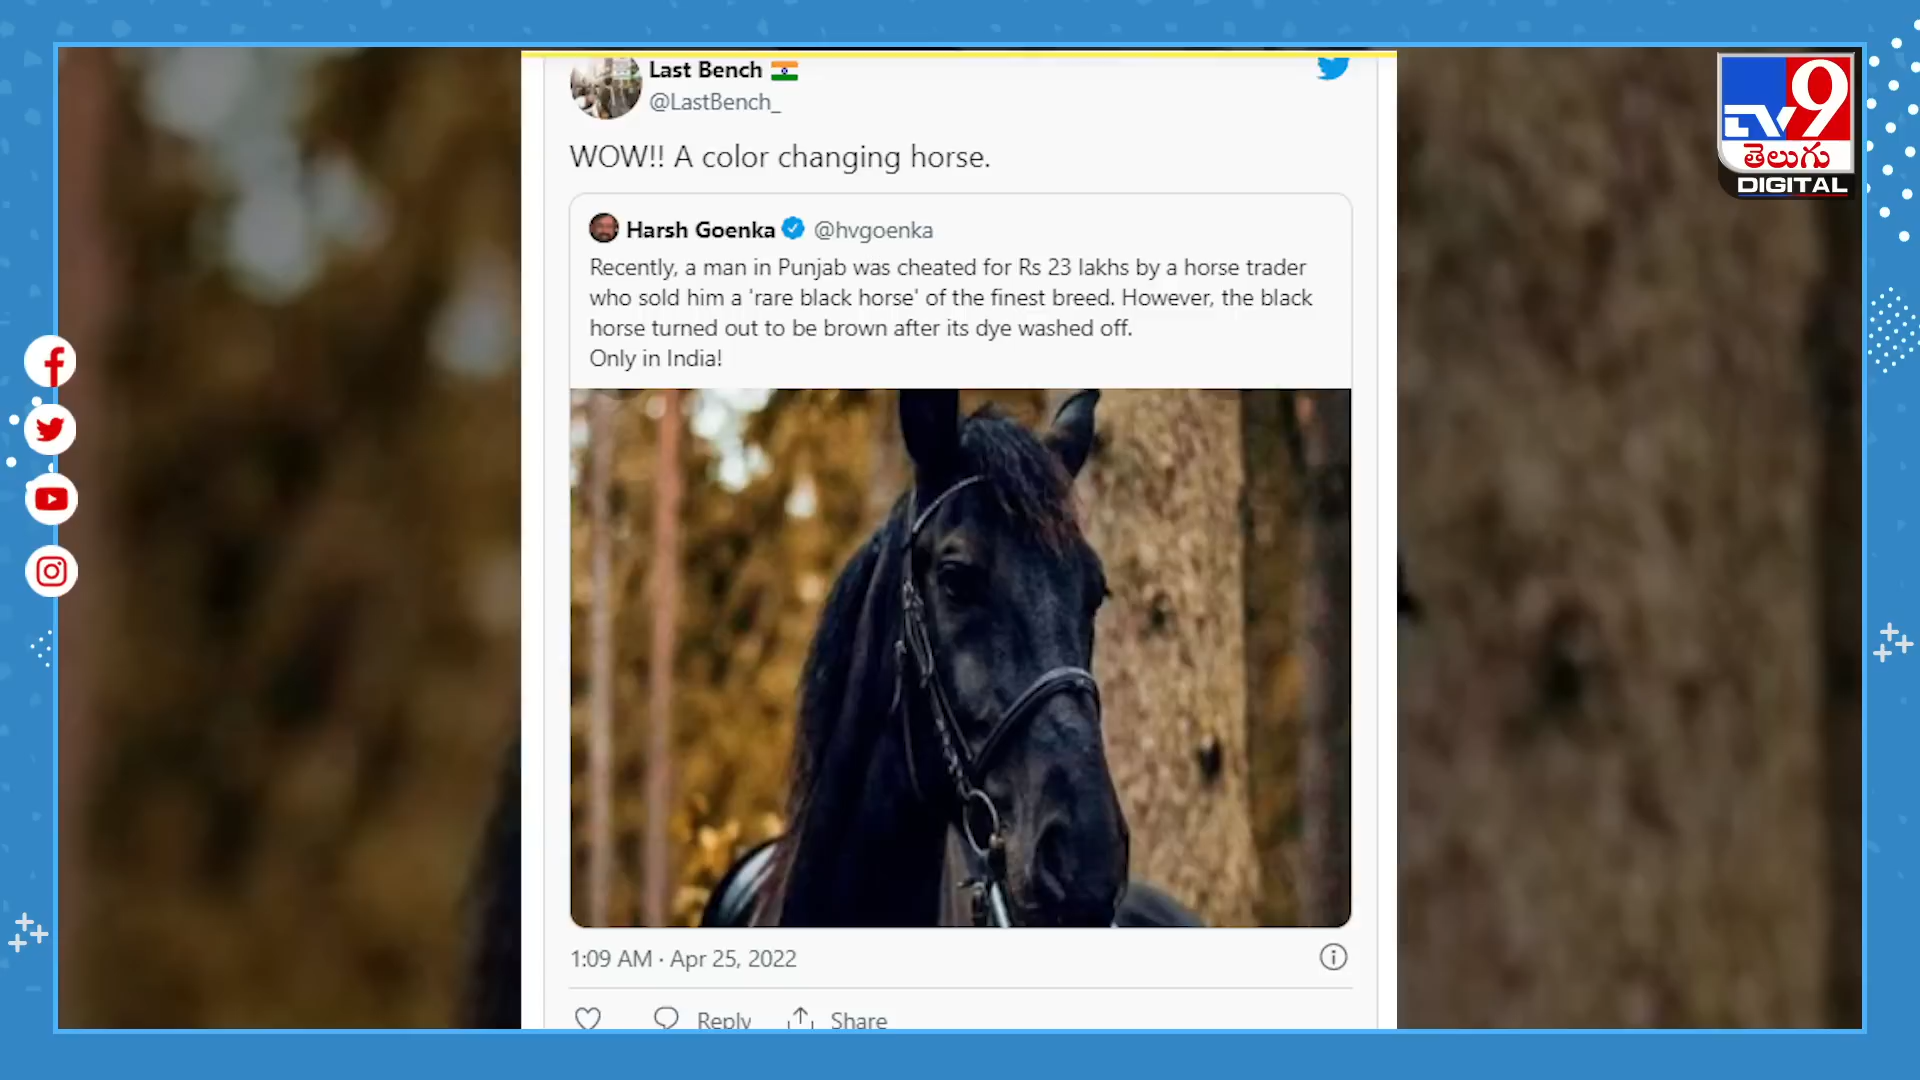 Last Bench
@LastBench_
WOW!! A color changing horse.
Harsh Goenka @hvgoenka
Recently, a man in Punjab was cheated for Rs 23 lakhs by a horse trader
who sold him a 'rare black horse' of the finest breed. However, the black
horse turned out to be brown after its dye washed off.
Only in India!
1:09 AM · Apr 25, 2022
Reply Share
TV9
తెలుగు
DIGITAL